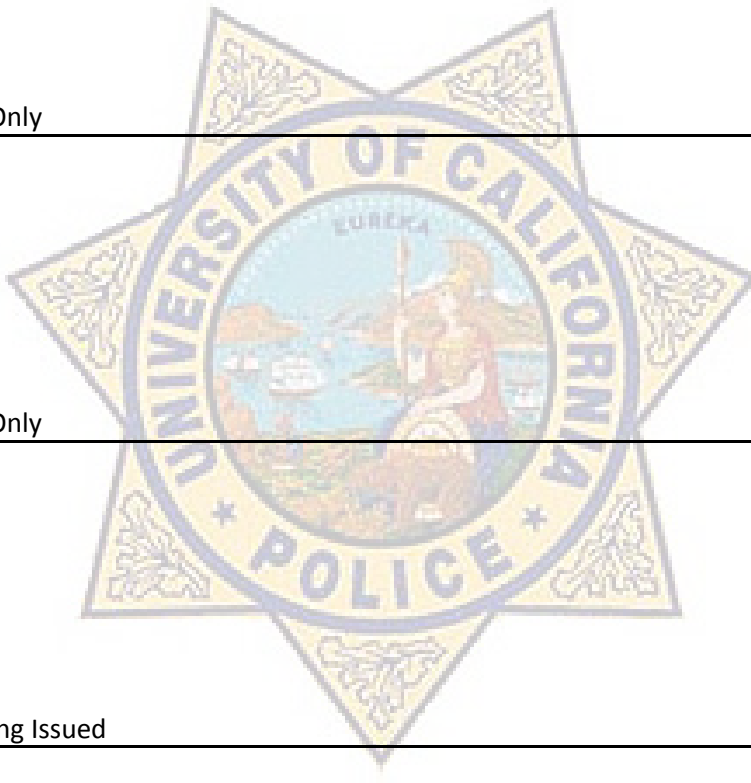 Only
UNIVERSITY OF CALIFORNIA
EUREKA
Only
POLICE
ng Issued